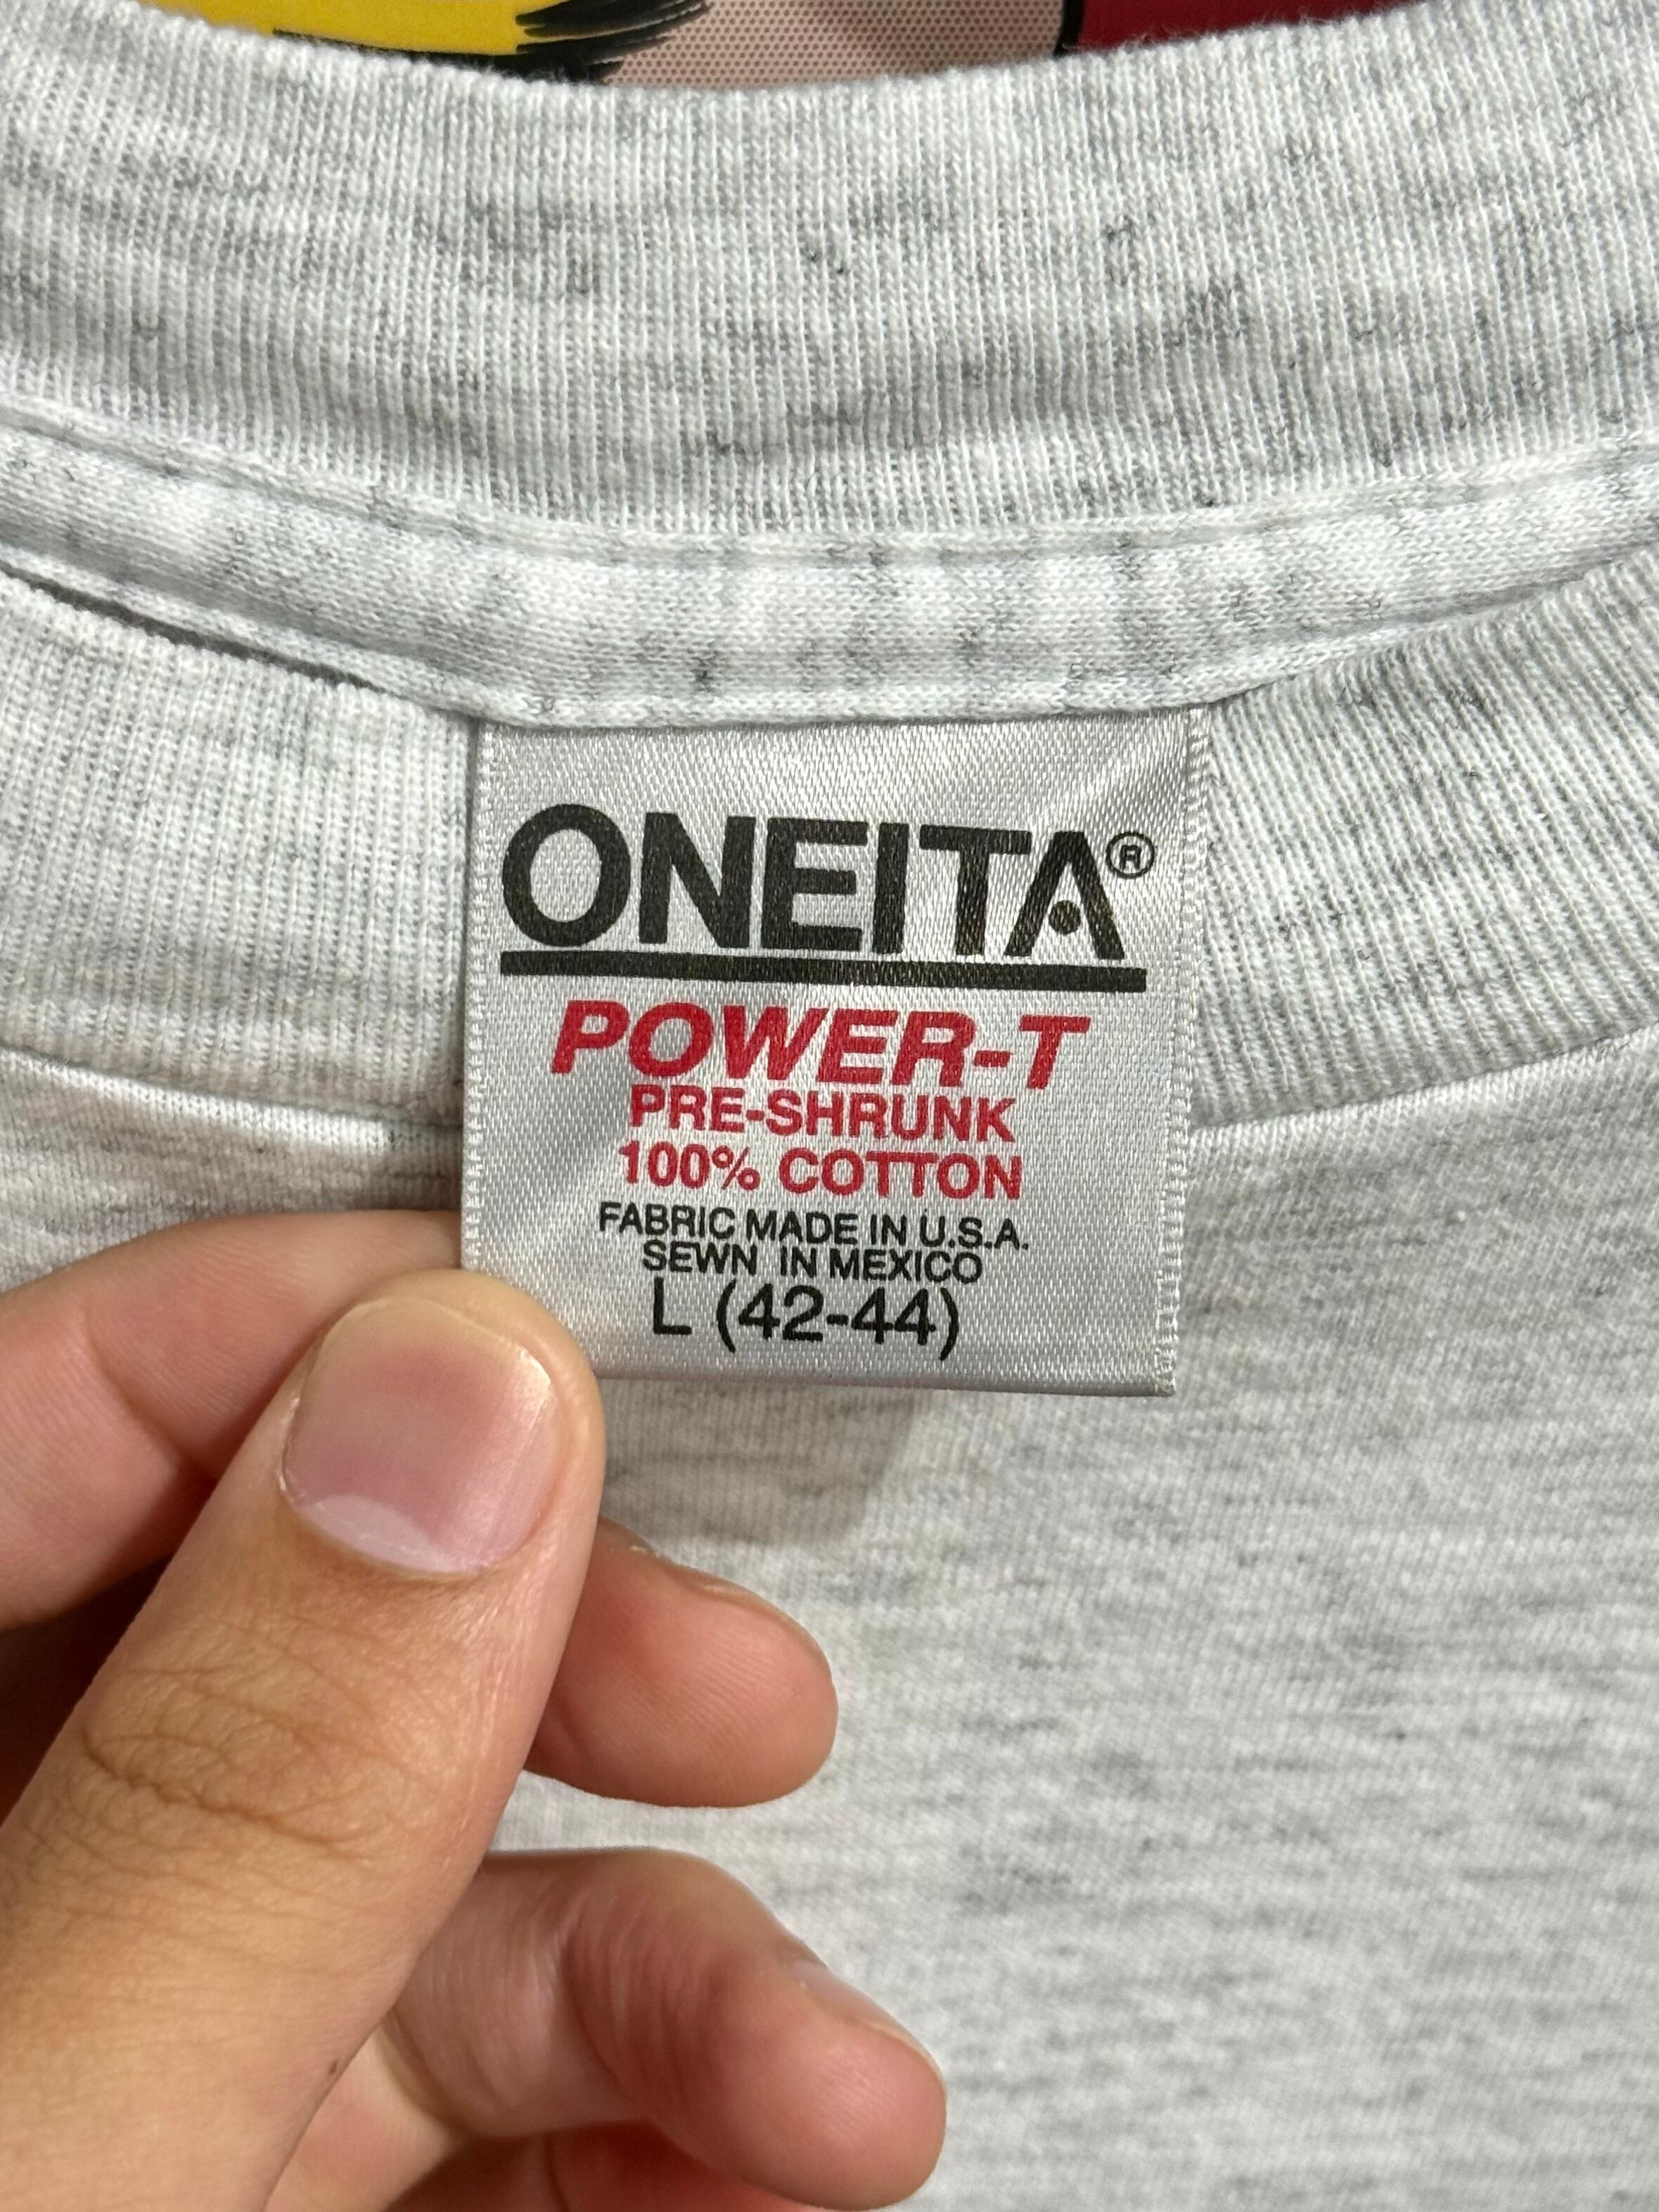 ONEITA®
POWER-T
PRE-SHRUNK
100% COTTON
FABRIC MADE IN U.S.A.
SEWN IN MEXICO
L (42-44)